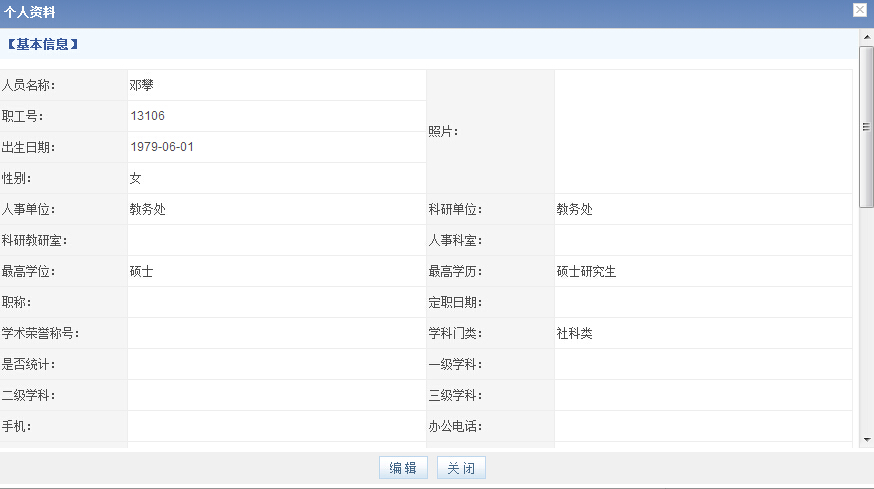 个人资料
【基本信息】
人员名称： 邓攀
职工号： 13106 照片：
出生日期： 1979-06-01
性别： 女
人事单位： 教务处 科研单位： 教务处
科研教研室： 人事科室：
最高学位： 硕士 最高学历： 硕士研究生
职称： 定职日期：
学术荣誉称号： 学科门类： 社科类
是否统计： 一级学科：
二级学科： 三级学科：
手机： 办公电话：
编辑 关闭